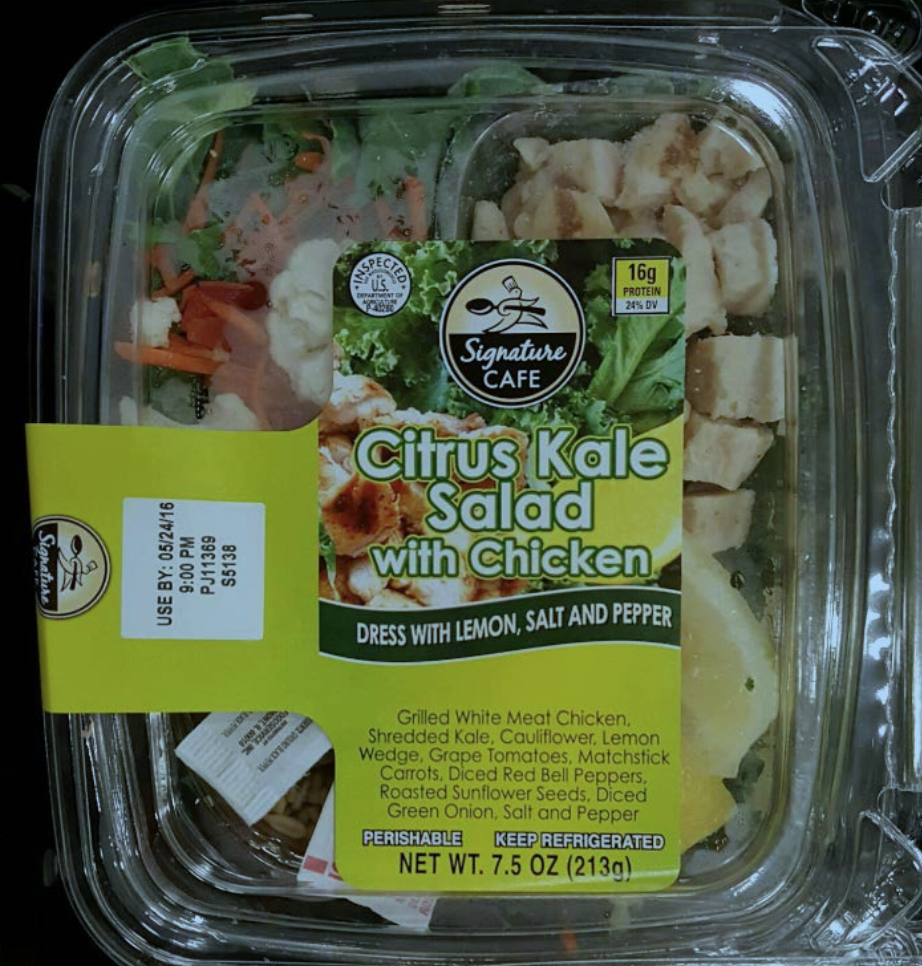 INSPECTED
U.S.
DEPARTMENT OF
AGRICULTURE
P-40280
16g
PROTEIN
24% DV
Signature
CAFE
Citrus Kale
Salad
with Chicken
DRESS WITH LEMON, SALT AND PEPPER
Signature
USE BY: 05/24/16
9:00 PM
PJ11369
SS138
Grilled White Meat Chicken,
Shredded Kale, Cauliflower, Lemon
Wedge, Grape Tomatoes, Matchstick
Carrots, Diced Red Bell Peppers,
Roasted Sunflower Seeds, Diced
Green Onion, Salt and Pepper
PERISHABLE KEEP REFRIGERATED
NET WT. 7.5 OZ (213g)